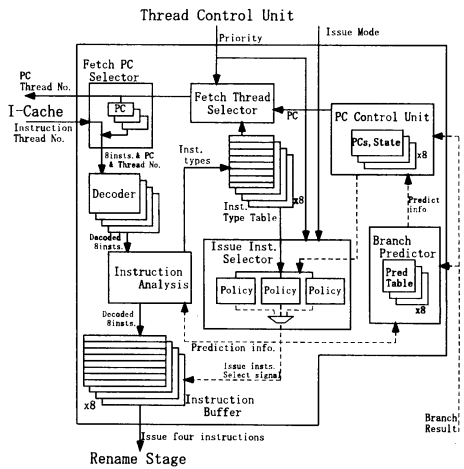 Thread Control Unit
Priority
Issue Mode
Fetch PC
Selector
PC
Thread No.
PC
I-Cache
Instruction
Thread No.
Fetch Thread
Selector
PC
PC Control Unit
PCs, State
x8
8insts. & PC
& Thread No.
Inst.
types
Decoder
Inst.
Type Table
x8
Predict
info
Decoded
8insts.
Issue Inst.
Selector
Policy
Policy
Policy
Branch
Predictor
Pred
Table
x8
Instruction
Analysis
Decoded
8insts.
Prediction info.
Issue insts.
Select signal
x8
Instruction
Buffer
Branch
Result
Issue four instructions
Rename Stage